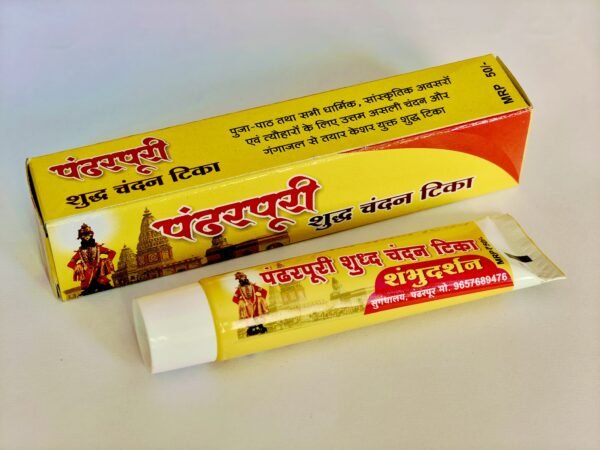 पंढरपूरी
शुद्ध चंदन टिका
पुजा-पाठ तथा सभी धार्मिक, सांस्कृतिक अवसरों
एवं त्यौहारों के लिए उत्तम असली चंदन और
गंगाजल से तयार केशर युक्त शुद्ध टिका
MRP 50/-
पंढरपूरी शुद्ध चंदन टिका
पंढरपूरी शुध्द चंदन टिका
शंभुदर्शन
सुगंधालय, पंढरपूर मो. 9657689476